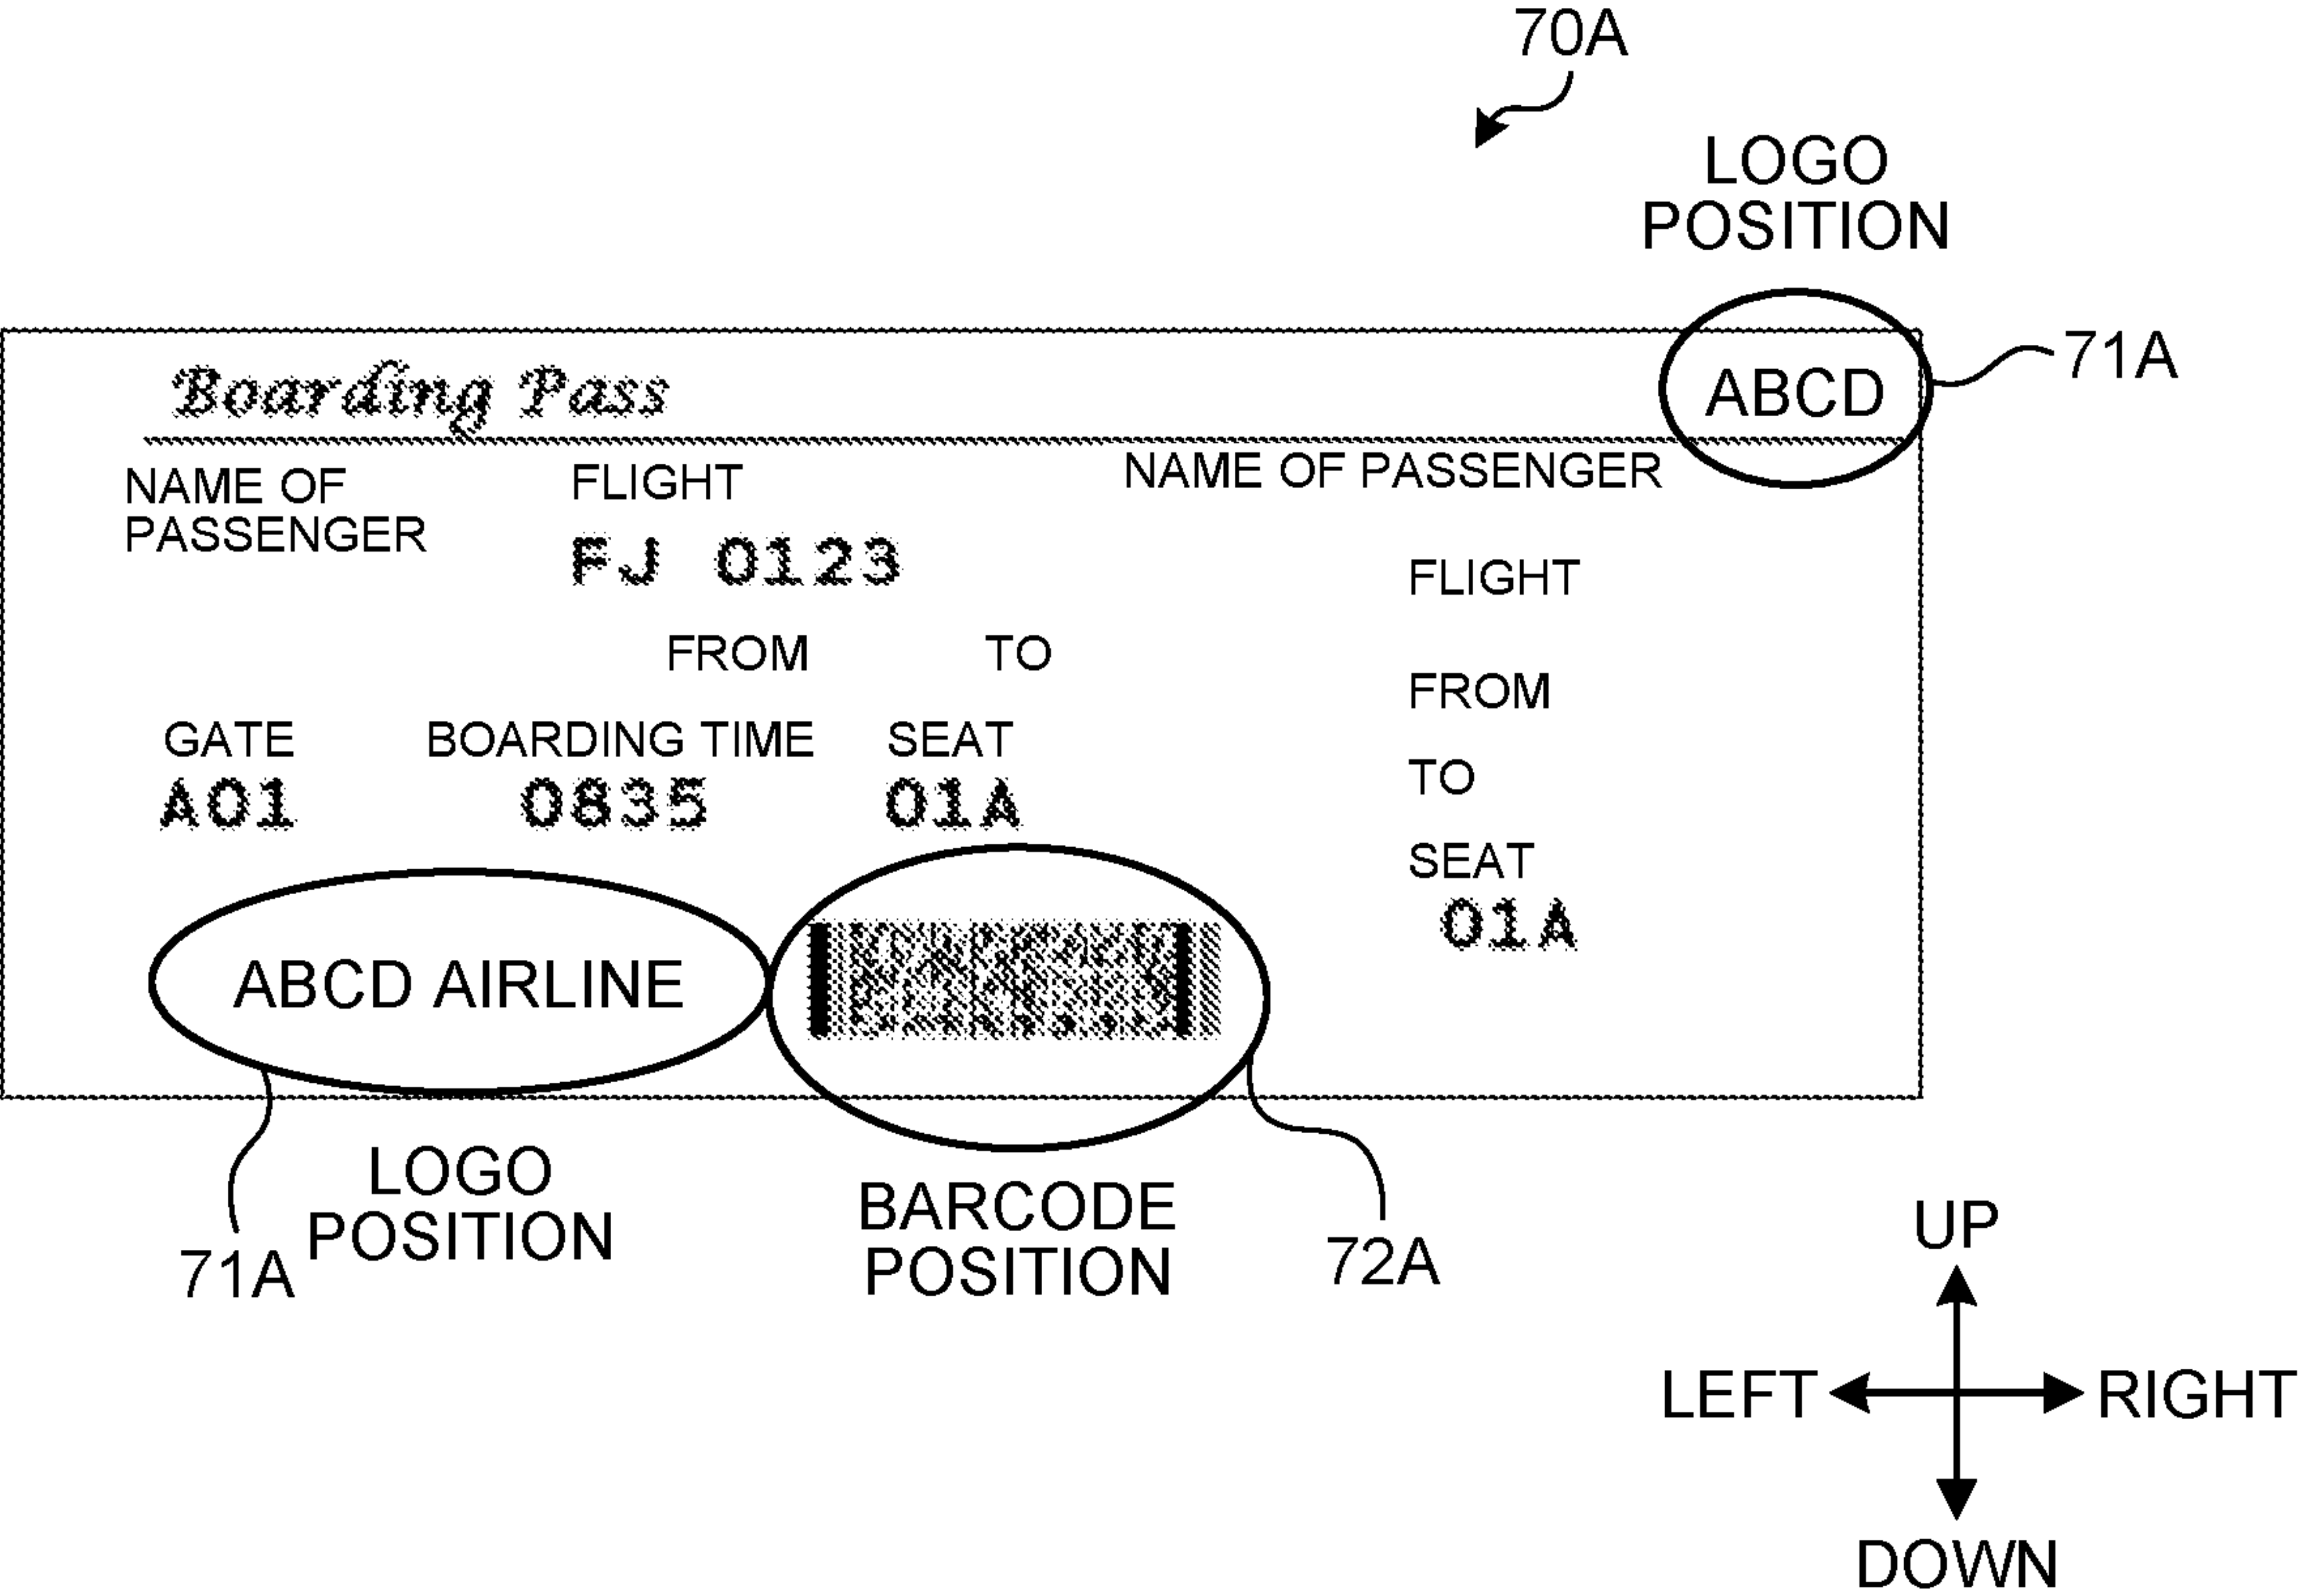 70A
LOGO
POSITION
71A
Boarding Pass
ABCD
NAME OF
PASSENGER
FLIGHT
FJ 0123
NAME OF PASSENGER
FLIGHT
FROM TO
FROM
GATE BOARDING TIME SEAT
A01 0835 01A
TO
SEAT
01A
ABCD AIRLINE
LOGO
POSITION
71A
BARCODE
POSITION
72A
UP
LEFT RIGHT
DOWN